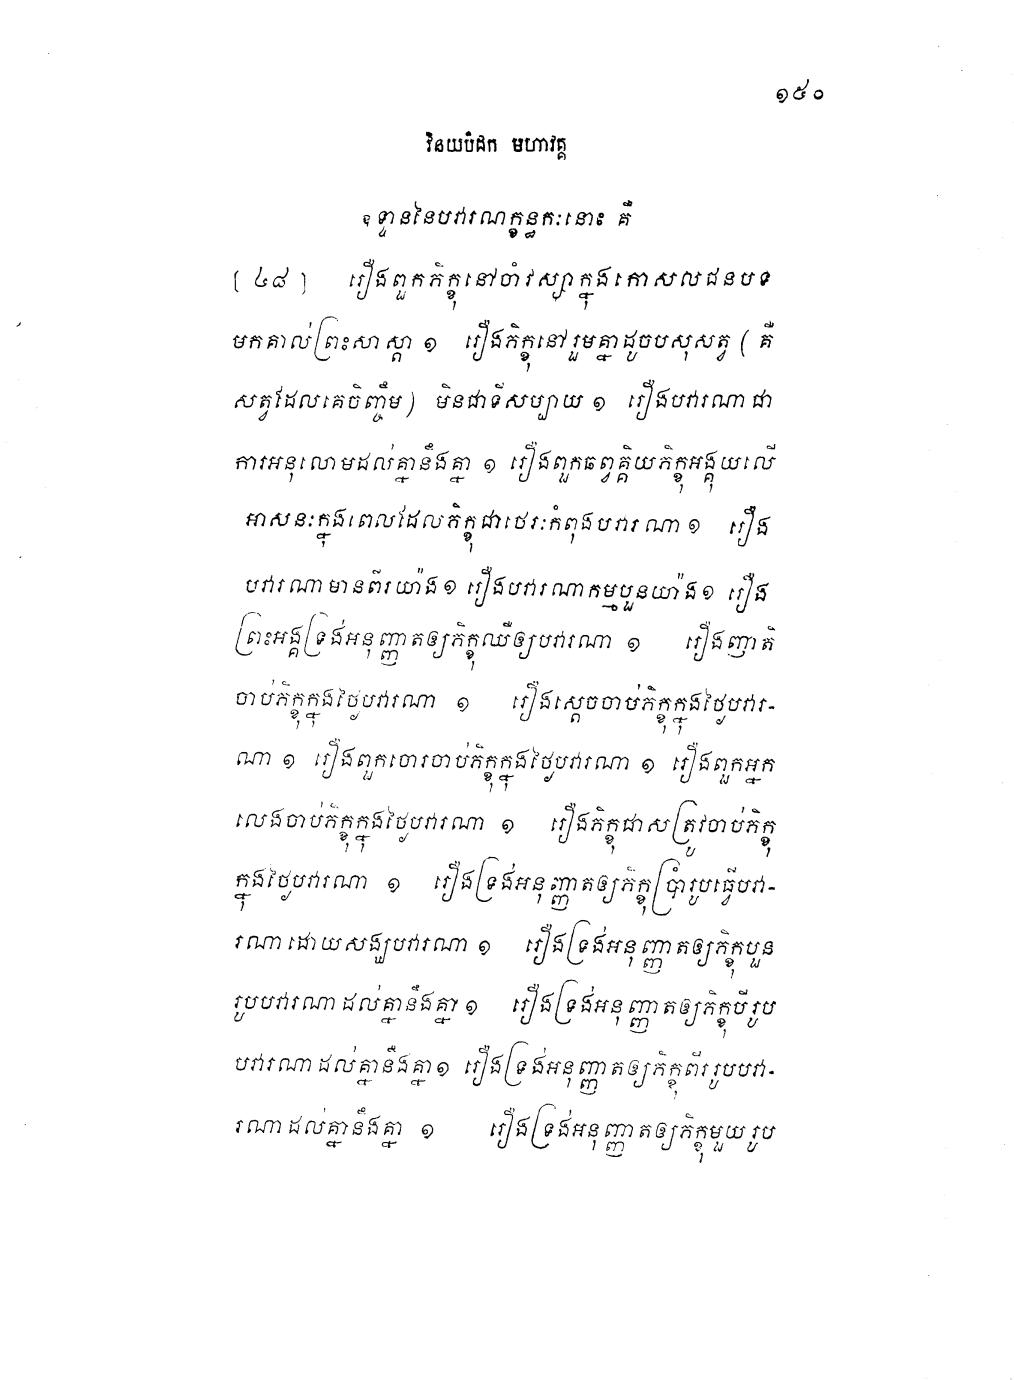 ១៥០
វិនយបិដក មហាវគ្គ
ឧទ្ទាននៃបវារណក្ខន្ធកៈនោះ គឺ
[៤៨] រឿងពួកភិក្ខុនៅចាំវស្សាក្នុងកោសលជនបទ
មកគាល់ព្រះសាស្តា ១ រឿងភិក្ខុនៅរួមគ្នាដូចបសុសត្វ (គឺ
សត្វដែលគេចិញ្ចឹម) មិនជាទីសប្បាយ ១ រឿងបវារណាជា
ការអនុលោមដល់គ្នានឹងគ្នា ១ រឿងពួកឆព្វគ្គិយភិក្ខុអង្គុយលើ
អាសនៈក្នុងពេលដែលភិក្ខុជាថេរៈកំពុងបវារណា ១ រឿង
បវារណាមានពីរយ៉ាង ១ រឿងបវារណាកម្មបួនយ៉ាង ១ រឿង
ព្រះអង្គទ្រង់អនុញ្ញាតឲ្យភិក្ខុឈឺឲ្យបវារណា ១ រឿងញាតិ
ចាប់ភិក្ខុក្នុងថ្ងៃបវារណា ១ រឿងស្តេចចាប់ភិក្ខុក្នុងថ្ងៃបវារ-
ណា ១ រឿងពួកចោរចាប់ភិក្ខុក្នុងថ្ងៃបវារណា ១ រឿងពួកអ្នក
លេងចាប់ភិក្ខុក្នុងថ្ងៃបវារណា ១ រឿងភិក្ខុជាសត្រូវចាប់ភិក្ខុ
ក្នុងថ្ងៃបវារណា ១ រឿងទ្រង់អនុញ្ញាតឲ្យភិក្ខុប្រាំរូបធ្វើបវា-
រណាដោយសង្ឃបវារណា ១ រឿងទ្រង់អនុញ្ញាតឲ្យភិក្ខុបួន
រូបបវារណាដល់គ្នានឹងគ្នា ១ រឿងទ្រង់អនុញ្ញាតឲ្យភិក្ខុបីរូប
បវារណាដល់គ្នានឹងគ្នា ១ រឿងទ្រង់អនុញ្ញាតឲ្យភិក្ខុពីររូបបវា-
រណាដល់គ្នានឹងគ្នា ១ រឿងទ្រង់អនុញ្ញាតឲ្យភិក្ខុមួយរូប